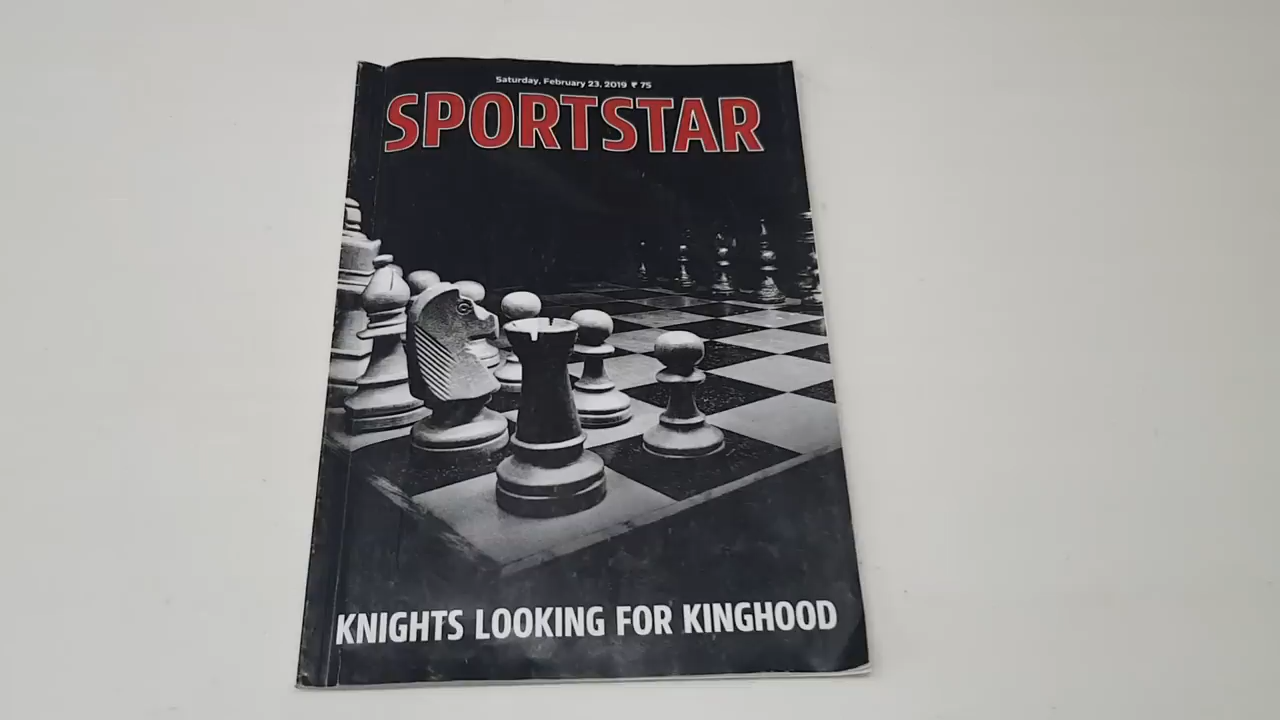 Saturday, February 23, 2019 ₹ 75
SPORTSTAR
KNIGHTS LOOKING FOR KINGHOOD